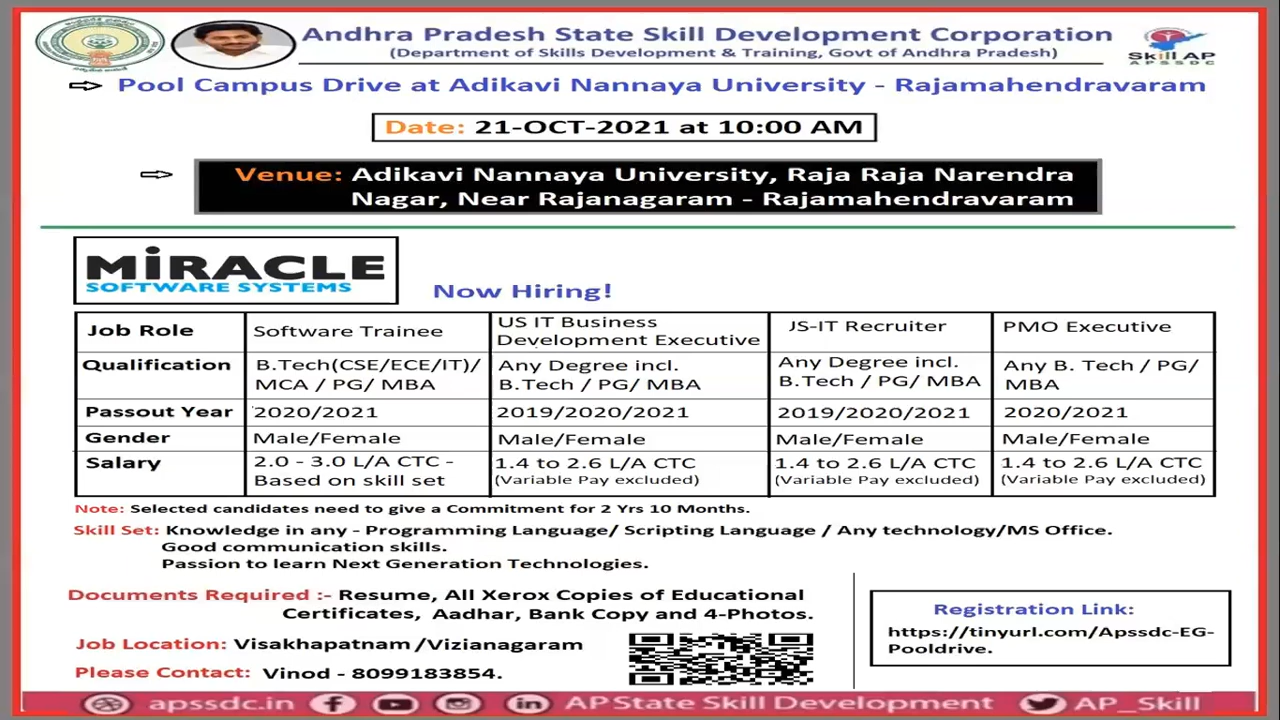 Andhra Pradesh State Skill Development Corporation
(Department of Skills Development & Training, Govt of Andhra Pradesh)
Skill AP
APSSDC
Pool Campus Drive at Adikavi Nannaya University - Rajamahendravaram
Date: 21-OCT-2021 at 10:00 AM
Venue: Adikavi Nannaya University, Raja Raja Narendra
Nagar, Near Rajanagaram - Rajamahendravaram
MiRACLE
SOFTWARE SYSTEMS
Now Hiring!
Job Role
Software Trainee
US IT Business
Development Executive
JS-IT Recruiter
PMO Executive
Qualification
B.Tech(CSE/ECE/IT)/
MCA / PG/ MBA
Any Degree incl.
B.Tech / PG/ MBA
Any Degree incl.
B.Tech / PG/ MBA
Any B. Tech / PG/
MBA
Passout Year
2020/2021
2019/2020/2021
2019/2020/2021
2020/2021
Gender
Male/Female
Male/Female
Male/Female
Male/Female
Salary
2.0 - 3.0 L/A CTC -
Based on skill set
1.4 to 2.6 L/A CTC
(Variable Pay excluded)
1.4 to 2.6 L/A CTC
(Variable Pay excluded)
1.4 to 2.6 L/A CTC
(Variable Pay excluded)
Note: Selected candidates need to give a Commitment for 2 Yrs 10 Months.
Skill Set: Knowledge in any - Programming Language/ Scripting Language / Any technology/MS Office.
Good communication skills.
Passion to learn Next Generation Technologies.
Documents Required :- Resume, All Xerox Copies of Educational
Certificates, Aadhar, Bank Copy and 4-Photos.
Job Location: Visakhapatnam /Vizianagaram
Please Contact: Vinod - 8099183854.
Registration Link:
https://tinyurl.com/Apssdc-EG-
Pooldrive.
apssdc.in
AP State Skill Development
AP_Skill